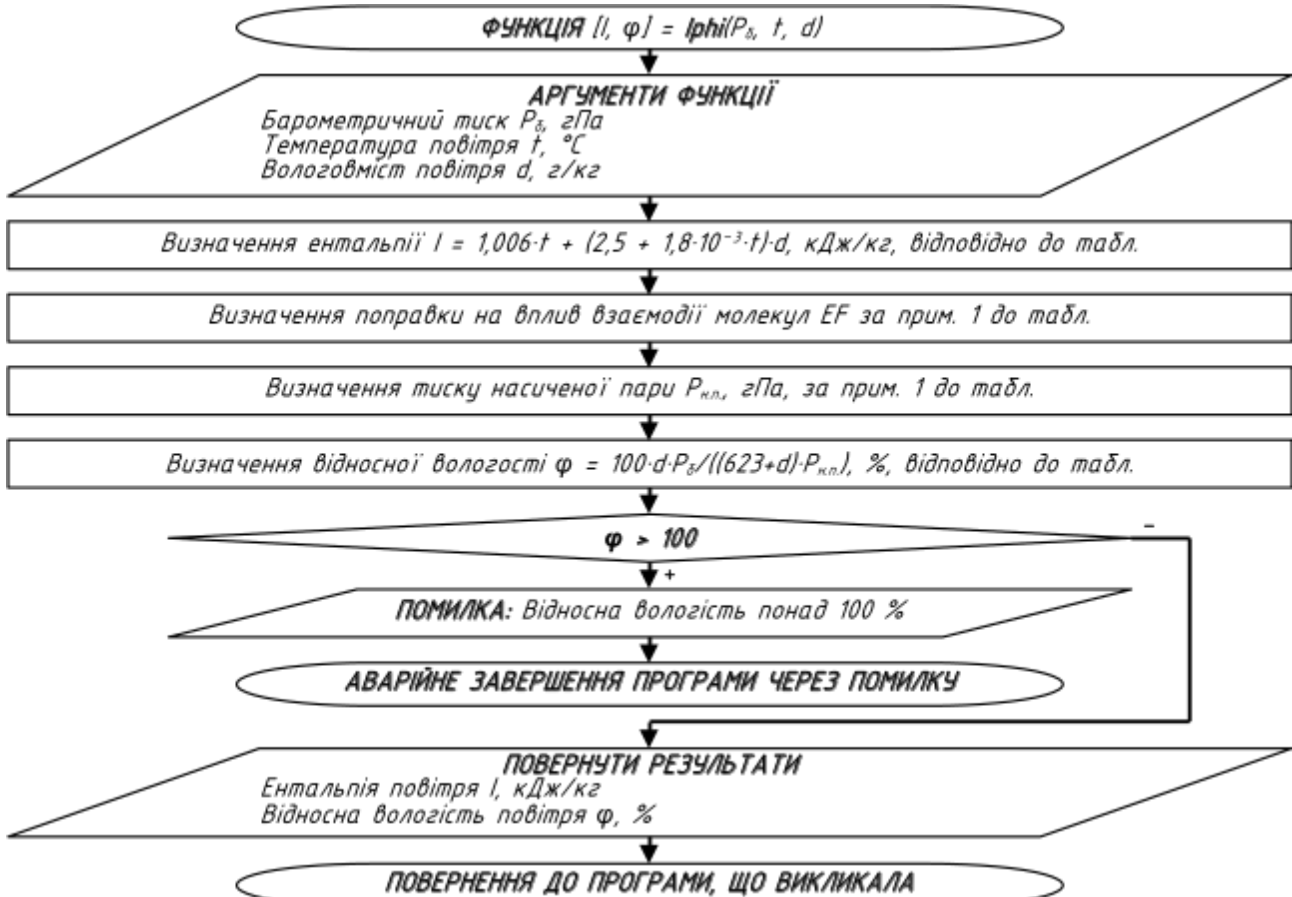 ФУНКЦІЯ [I, φ] = Iphi(Pб, t, d)
АРГУМЕНТИ ФУНКЦІЇ
Барометричний тиск Pб, гПа
Температура повітря t, °C
Вологовміст повітря d, г/кг
Визначення ентальпії I = 1,006·t + (2,5 + 1,8·10⁻³·t)·d, кДж/кг, відповідно до табл.
Визначення поправки на вплив взаємодії молекул EF за прим. 1 до табл.
Визначення тиску насиченої пари Pн.п., гПа, за прим. 1 до табл.
Визначення відносної вологості φ = 100·d·Pб/((623+d)·Pн.п.), %, відповідно до табл.
φ > 100
–
+
ПОМИЛКА: Відносна вологість понад 100 %
АВАРІЙНЕ ЗАВЕРШЕННЯ ПРОГРАМИ ЧЕРЕЗ ПОМИЛКУ
ПОВЕРНУТИ РЕЗУЛЬТАТИ
Ентальпія повітря I, кДж/кг
Відносна вологість повітря φ, %
ПОВЕРНЕННЯ ДО ПРОГРАМИ, ЩО ВИКЛИКАЛА